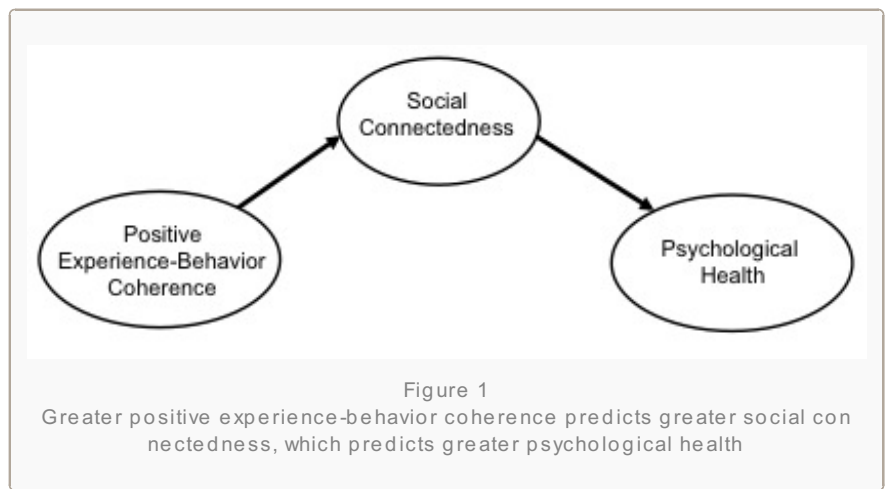 Social
Connectedness
Positive
Experience-Behavior
Coherence
Psychological
Health
Figure 1
Greater positive experience-behavior coherence predicts greater social con
nectedness, which predicts greater psychological health